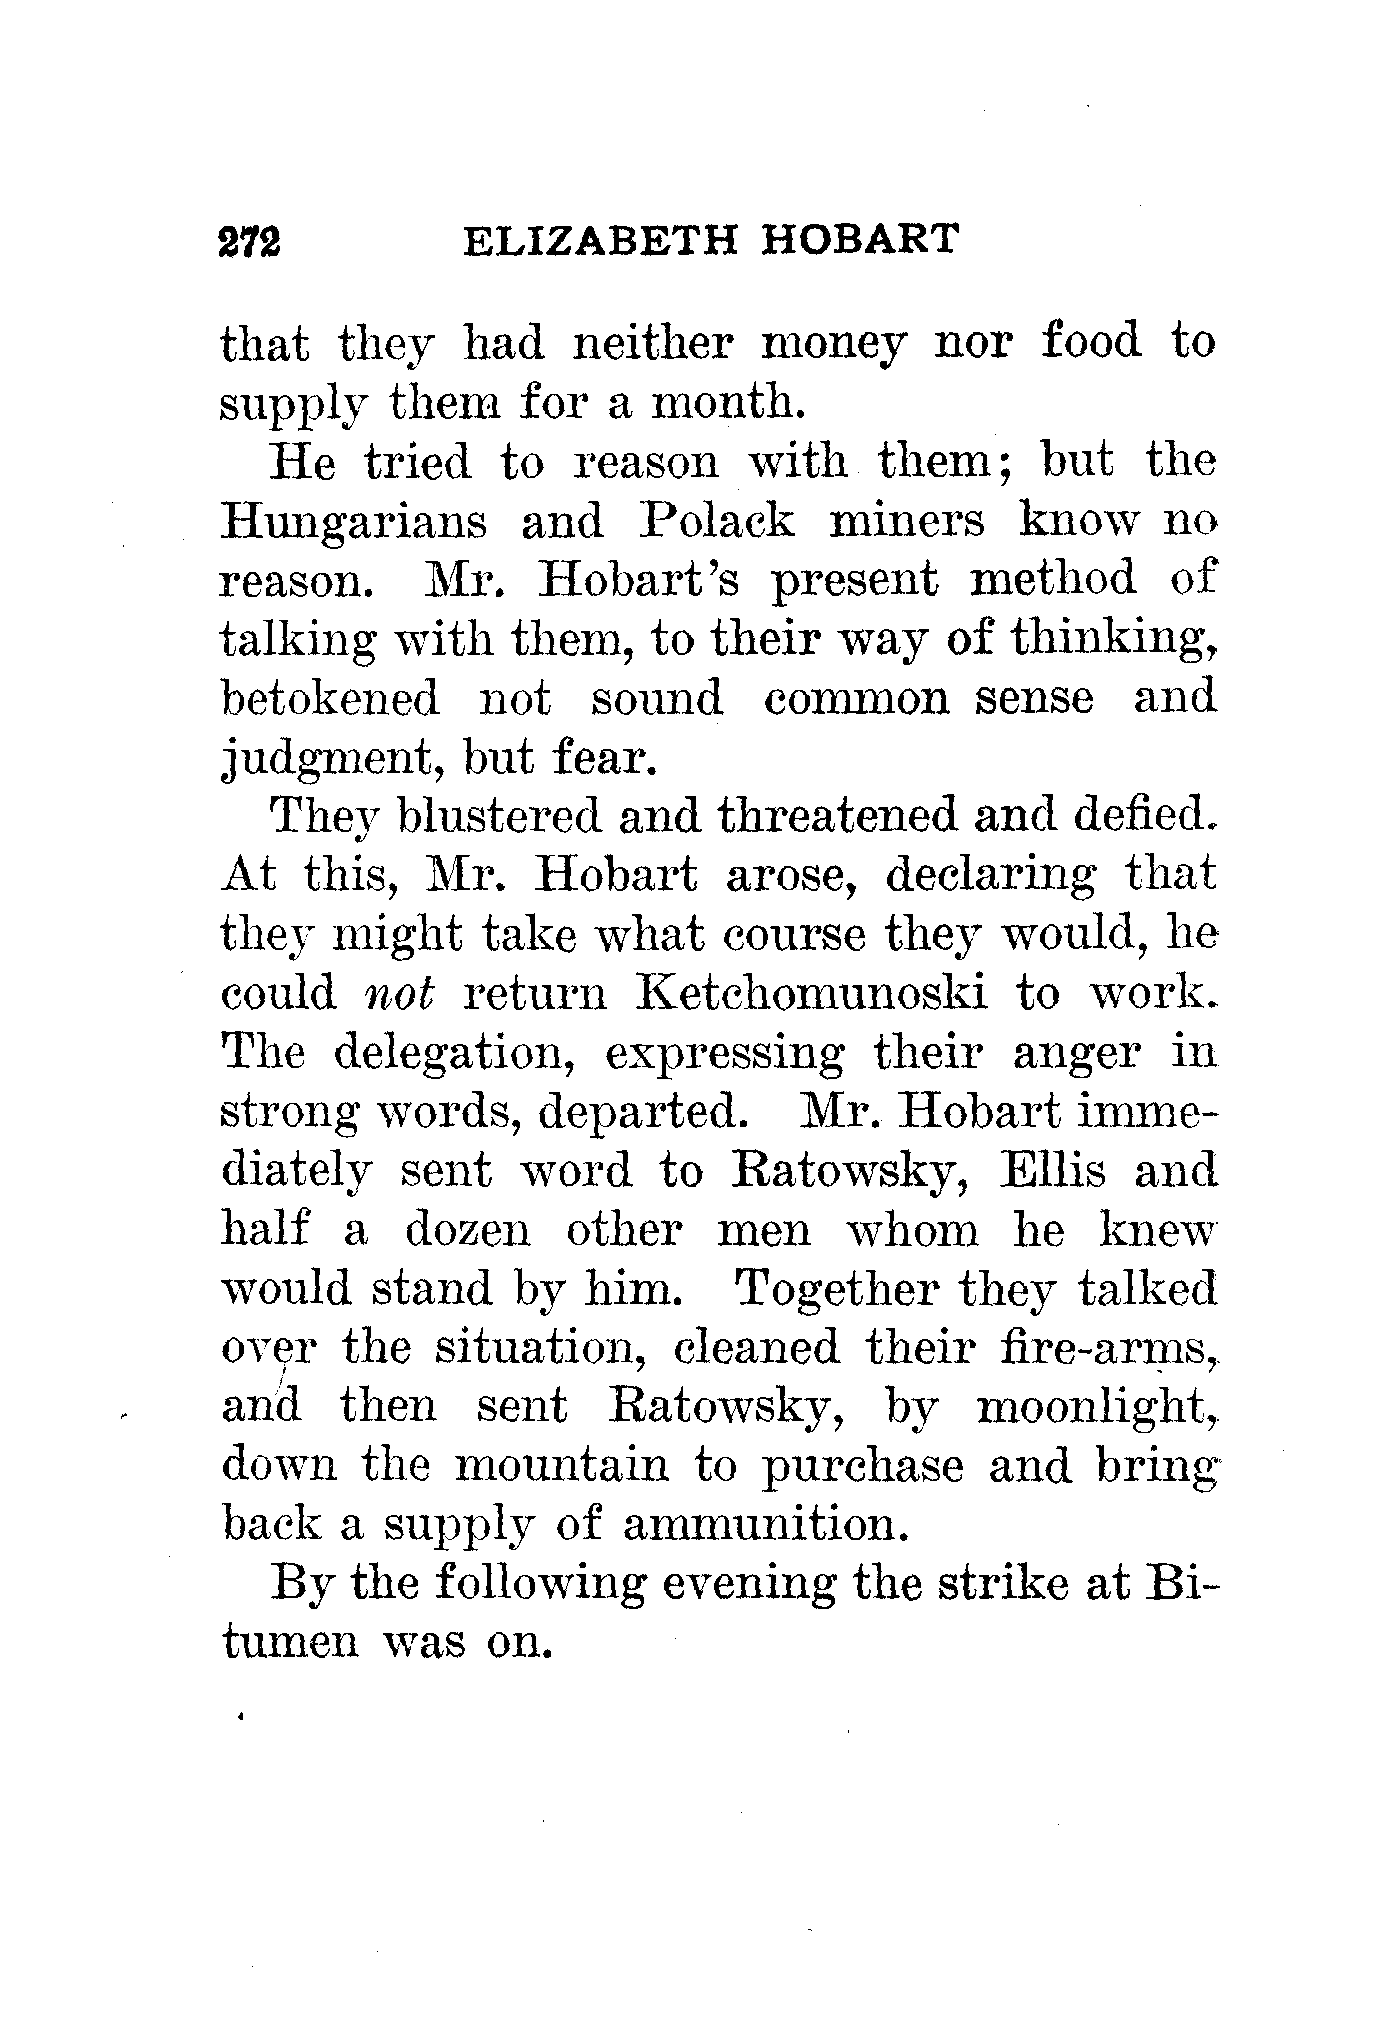 272 ELIZABETH HOBART
that they had neither money nor food to
supply them for a month.
He tried to reason with them; but the
Hungarians and Polack miners know no
reason. Mr. Hobart's present method of
talking with them, to their way of thinking,
betokened not sound common sense and
judgment, but fear.
They blustered and threatened and defied.
At this, Mr. Hobart arose, declaring that
they might take what course they would, he
could not return Ketchomunoski to work.
The delegation, expressing their anger in
strong words, departed. Mr. Hobart imme-
diately sent word to Ratowsky, Ellis and
half a dozen other men whom he knew
would stand by him. Together they talked
over the situation, cleaned their fire-arms,
and then sent Ratowsky, by moonlight,
down the mountain to purchase and bring
back a supply of ammunition.
By the following evening the strike at Bi-
tumen was on.